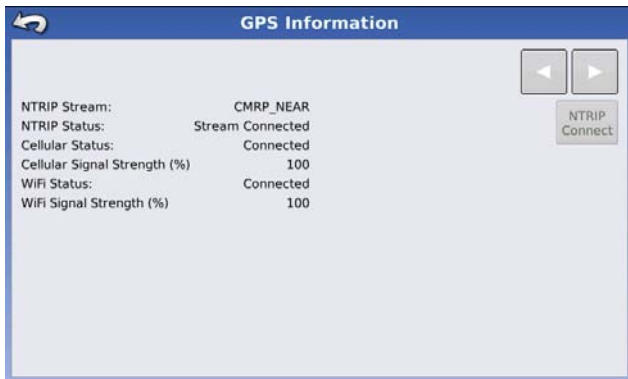 GPS Information
NTRIP Stream: CMRP_NEAR
NTRIP Status: Stream Connected
Cellular Status: Connected
Cellular Signal Strength (%) 100
WiFi Status: Connected
WiFi Signal Strength (%) 100
NTRIP
Connect